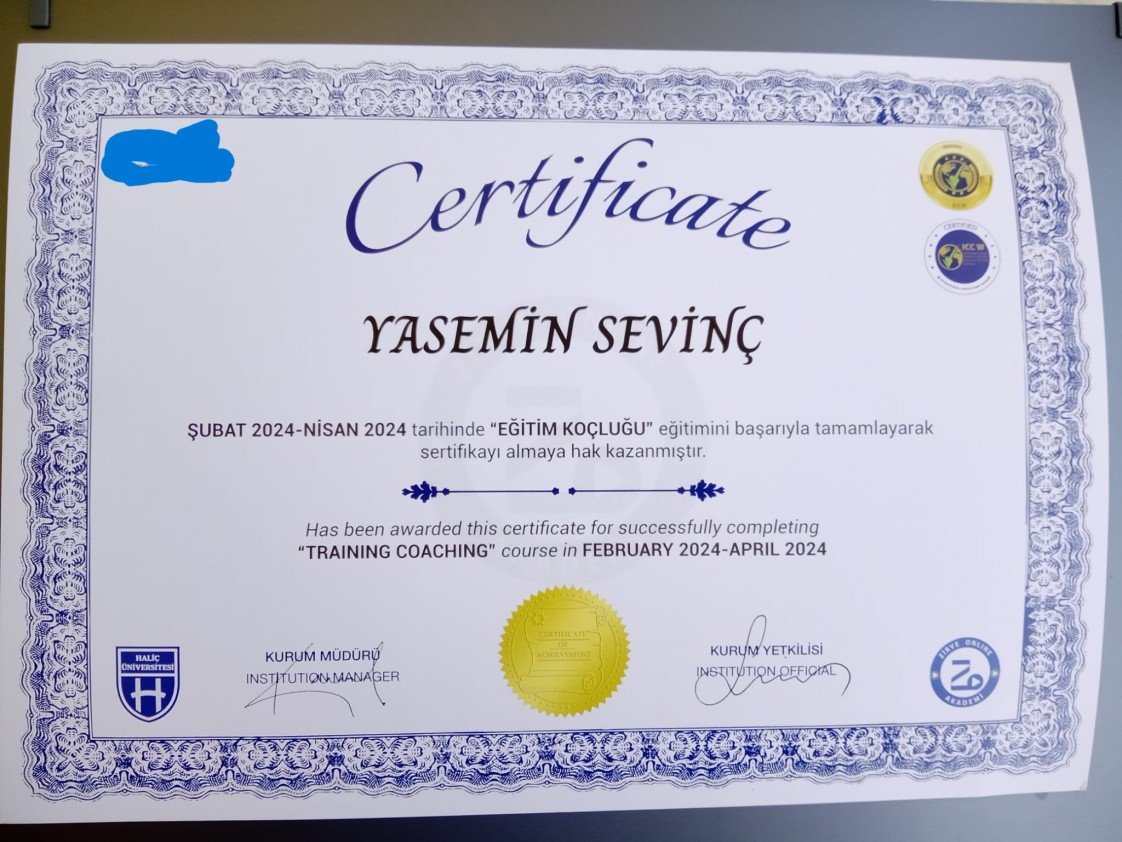 Certificate
CERTIFIED
ICC W
YASEMİN SEVİNÇ
ŞUBAT 2024-NİSAN 2024 tarihinde “EĞİTİM KOÇLUĞU” eğitimini başarıyla tamamlayarak
sertifikayı almaya hak kazanmıştır.
Has been awarded this certificate for successfully completing
“TRAINING COACHING” course in FEBRUARY 2024-APRIL 2024
HALİÇ
ÜNİVERSİTESİ
H
KURUM MÜDÜRÜ
INSTITUTION MANAGER
CERTIFICATE
OF
ACHIEVEMENT
KURUM YETKİLİSİ
INSTITUTION OFFICIAL
ZİRVE ONLINE
AKADEMİ